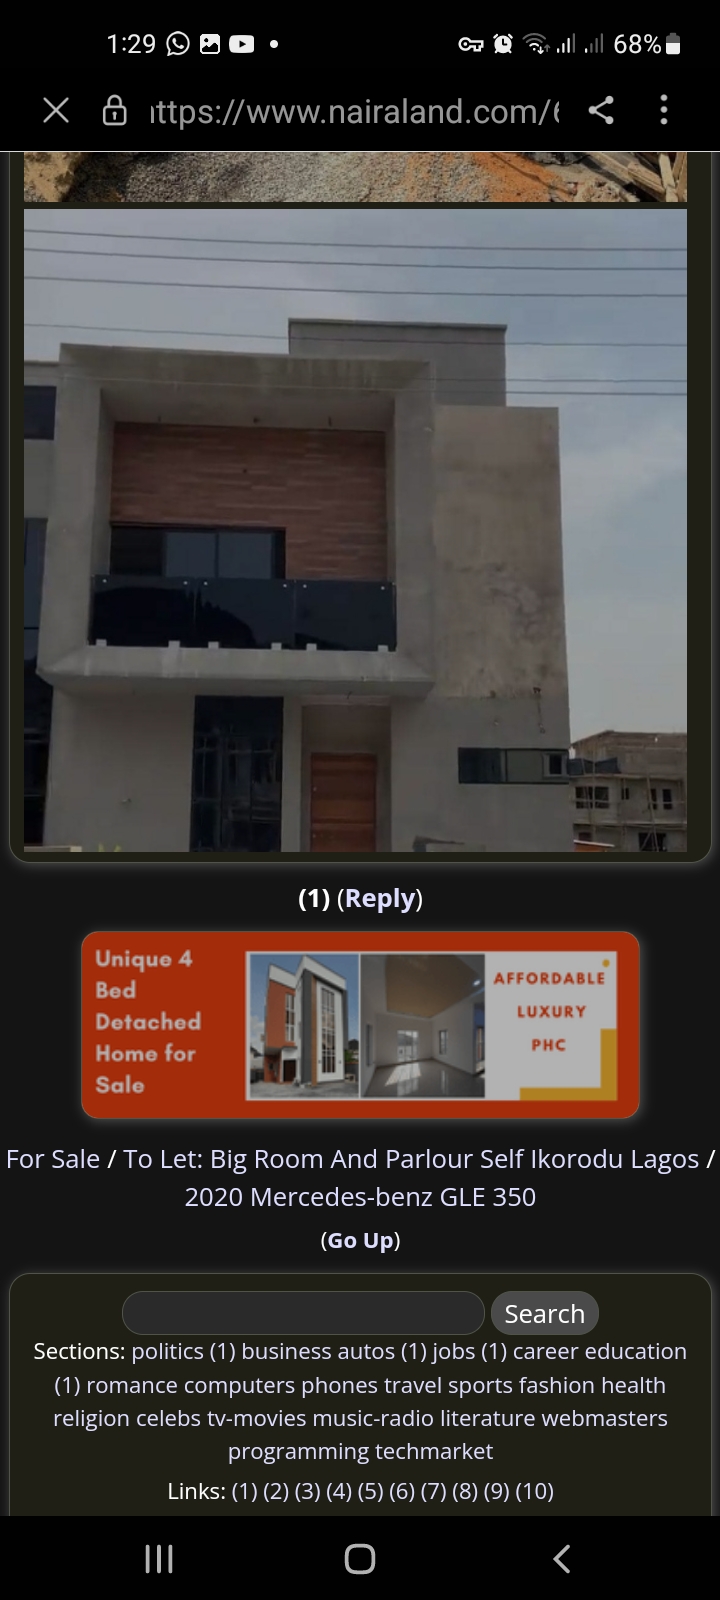 1:29
68%
ttps://www.nairaland.com/6
(1) (Reply)
Unique 4
Bed
Detached
Home for
Sale
AFFORDABLE
LUXURY
PHC
For Sale / To Let: Big Room And Parlour Self Ikorodu Lagos /
2020 Mercedes-benz GLE 350
(Go Up)
Search
Sections: politics (1) business autos (1) jobs (1) career education
(1) romance computers phones travel sports fashion health
religion celebs tv-movies music-radio literature webmasters
programming techmarket
Links: (1) (2) (3) (4) (5) (6) (7) (8) (9) (10)